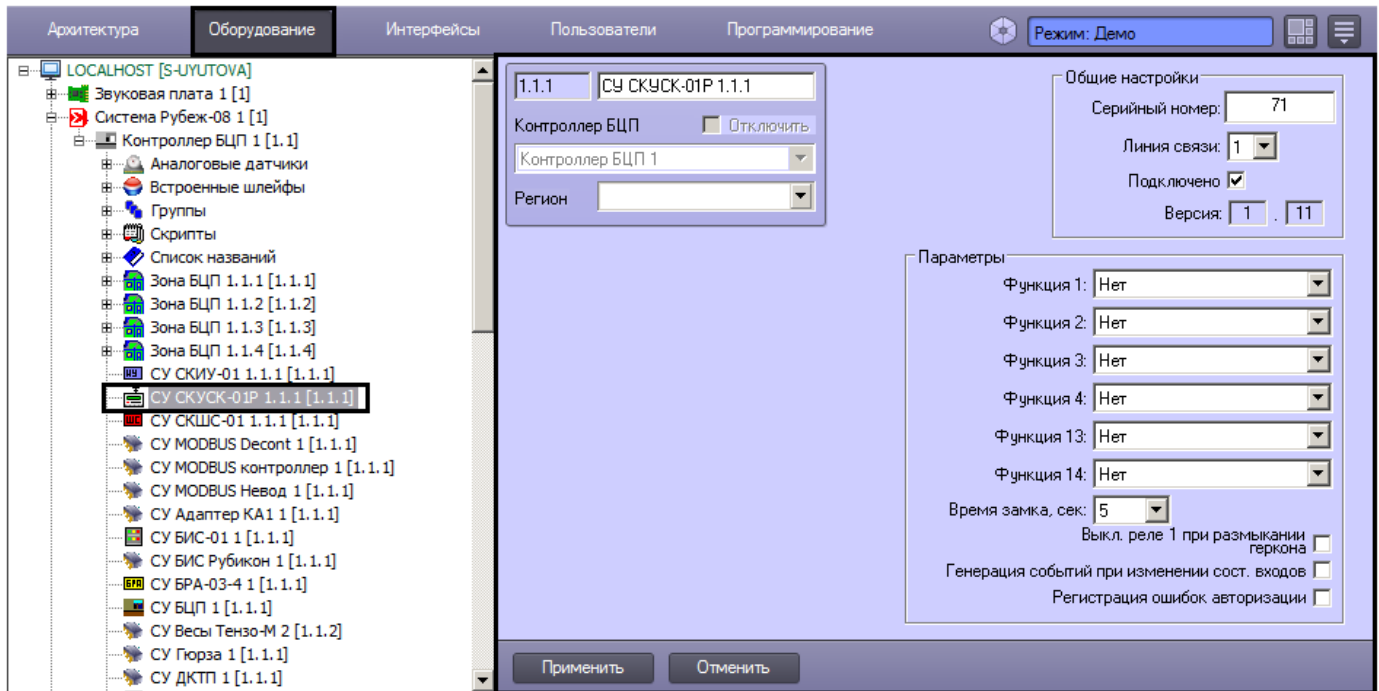 Архитектура Оборудование Интерфейсы Пользователи Программирование Режим: Демо
LOCALHOST [S-UYUTOVA]
Звуковая плата 1 [1]
Система Рубеж-08 1 [1]
Контроллер БЦП 1 [1.1]
Аналоговые датчики
Встроенные шлейфы
Группы
Скрипты
Список названий
Зона БЦП 1.1.1 [1.1.1]
Зона БЦП 1.1.2 [1.1.2]
Зона БЦП 1.1.3 [1.1.3]
Зона БЦП 1.1.4 [1.1.4]
СУ СКИУ-01 1.1.1 [1.1.1]
СУ СКУСК-01Р 1.1.1 [1.1.1]
СУ СКШС-01 1.1.1 [1.1.1]
СУ MODBUS Decont 1 [1.1.1]
СУ MODBUS контроллер 1 [1.1.1]
СУ MODBUS Невод 1 [1.1.1]
СУ Адаптер КА1 1 [1.1.1]
СУ БИС-01 1 [1.1.1]
СУ БИС Рубикон 1 [1.1.1]
СУ БРА-03-4 1 [1.1.1]
СУ БЦП 1 [1.1.1]
СУ Весы Тензо-М 2 [1.1.2]
СУ Гюрза 1 [1.1.1]
СУ ДКТП 1 [1.1.1]
1.1.1 СУ СКУСК-01Р 1.1.1
Контроллер БЦП Отключить
Контроллер БЦП 1
Регион
Общие настройки
Серийный номер: 71
Линия связи: 1
Подключено
Версия: 1 . 11
Параметры
Функция 1: Нет
Функция 2: Нет
Функция 3: Нет
Функция 4: Нет
Функция 13: Нет
Функция 14: Нет
Время замка, сек: 5
Выкл. реле 1 при размыкании
геркона
Генерация событий при изменении сост. входов
Регистрация ошибок авторизации
Применить Отменить